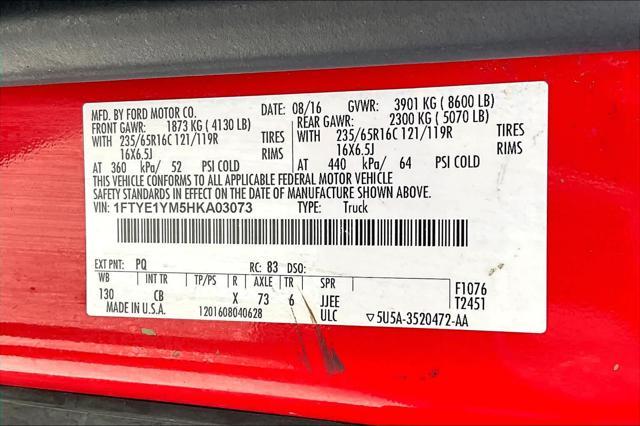 MFD. BY FORD MOTOR CO. DATE: 08/16 GVWR: 3901 KG ( 8600 LB)
FRONT GAWR: 1873 KG ( 4130 LB) REAR GAWR: 2300 KG ( 5070 LB)
WITH 235/65R16C 121/119R TIRES WITH 235/65R16C 121/119R TIRES
16X6.5J RIMS 16X6.5J RIMS
AT 360 kPa/ 52 PSI COLD AT 440 kPa/ 64 PSI COLD
THIS VEHICLE CONFORMS TO ALL APPLICABLE FEDERAL MOTOR VEHICLE
SAFETY STANDARDS IN EFFECT ON THE DATE OF MANUFACTURE SHOWN ABOVE.
VIN: 1FTYE1YM5HKA03073 TYPE: Truck
EXT PNT: PQ RC: 83 DSO:
WB INT TR TP/PS R AXLE TR SPR F1076
130 CB X 73 6 JJEE T2451
MADE IN U.S.A. 1201608040628 ULC ▽5U5A-3520472-AA